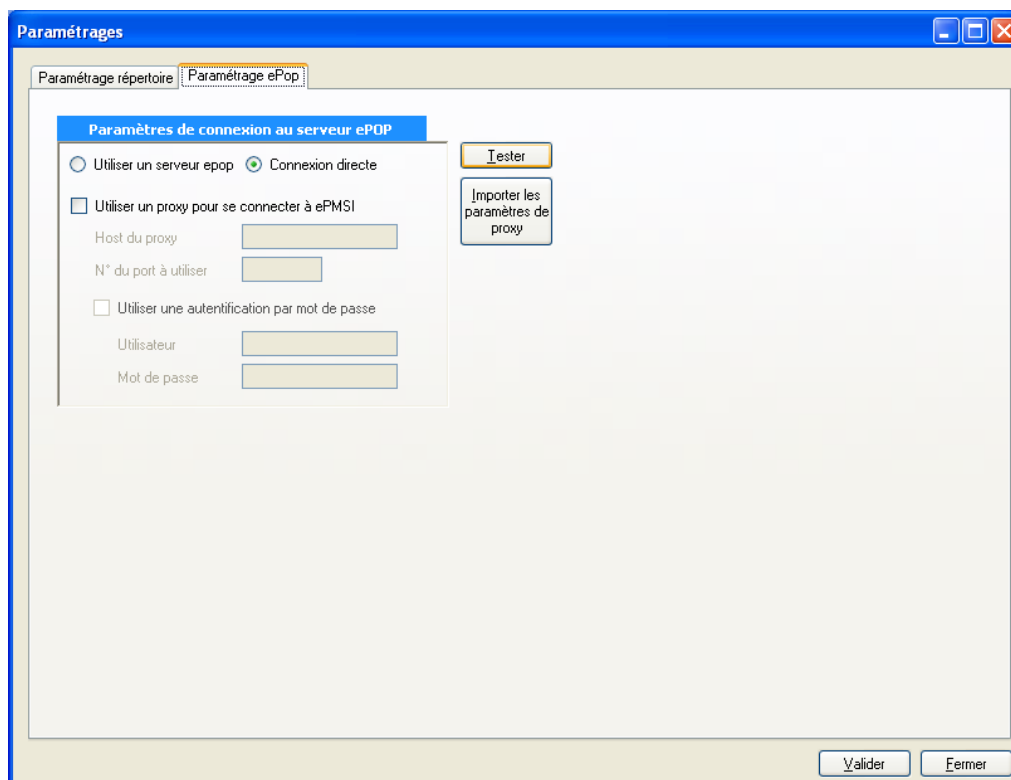 Paramétrages
Paramétrage répertoire
Paramétrage ePop
Paramètres de connexion au serveur ePOP
Utiliser un serveur epop
Connexion directe
Tester
Utiliser un proxy pour se connecter à ePMSI
Importer les
paramètres de
proxy
Host du proxy
N° du port à utiliser
Utiliser une autentification par mot de passe
Utilisateur
Mot de passe
Valider
Fermer